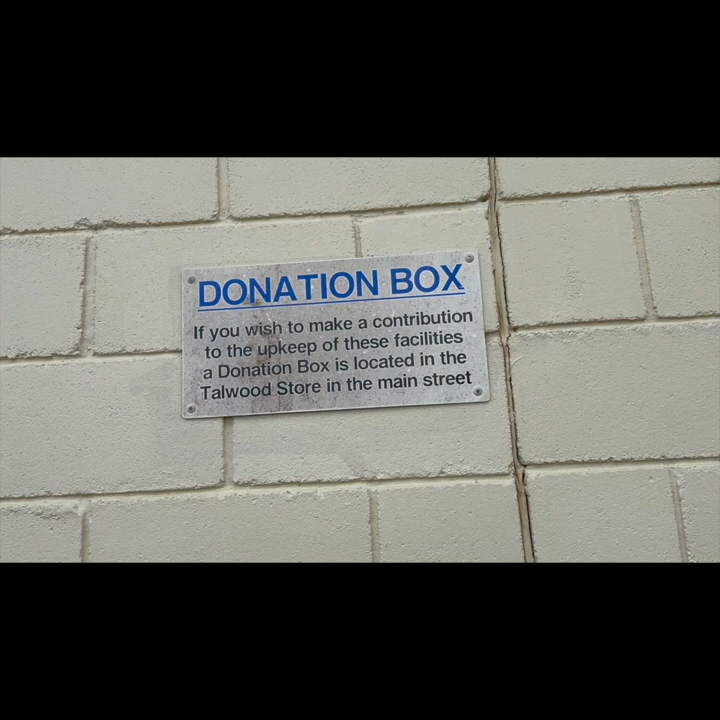 DONATION BOX
If you wish to make a contribution
to the upkeep of these facilities
a Donation Box is located in the
Talwood Store in the main street